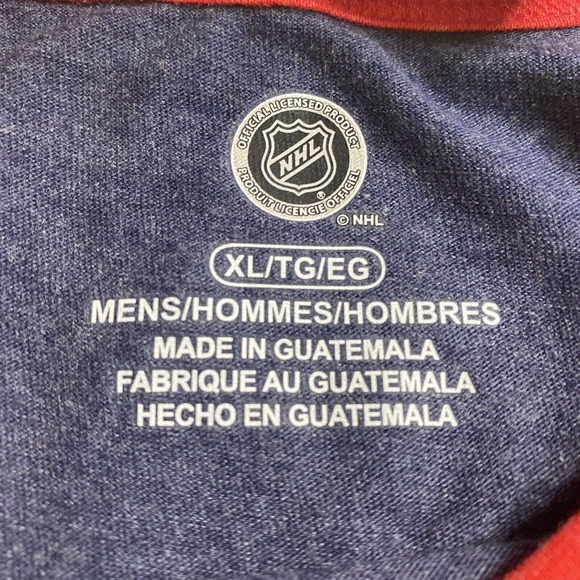 OFFICIAL LICENSED PRODUCT
NHL
PRODUIT LICENCIE OFFICIEL
®
© NHL
XL/TG/EG
MENS/HOMMES/HOMBRES
MADE IN GUATEMALA
FABRIQUE AU GUATEMALA
HECHO EN GUATEMALA